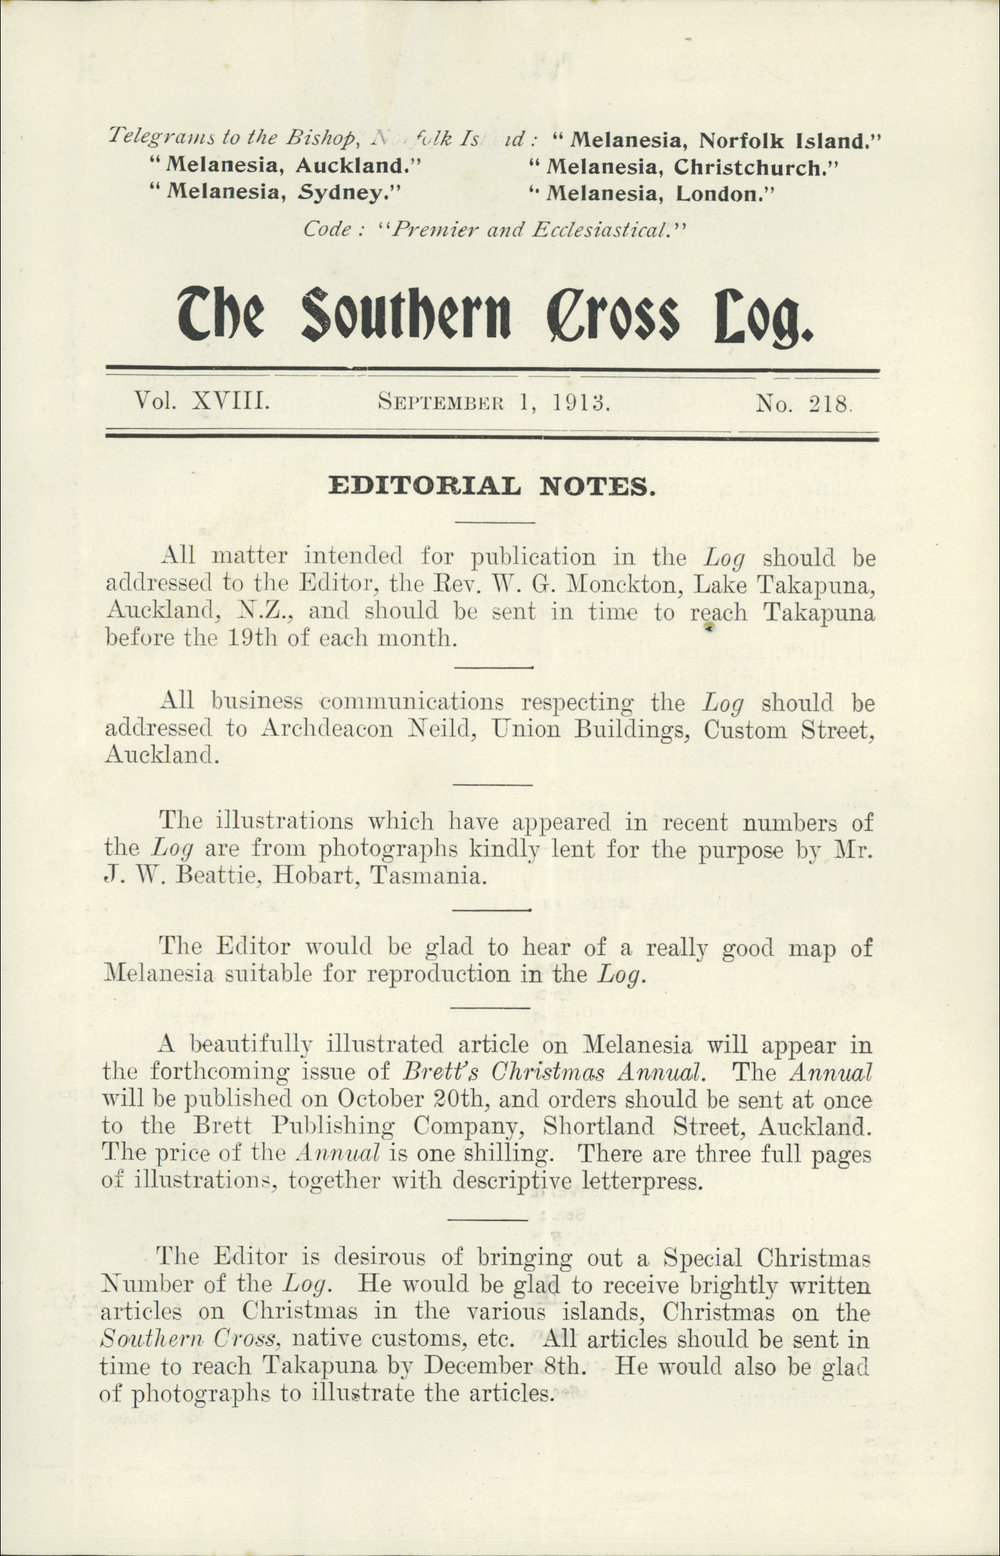 Telegrams to the Bishop, Norfolk Island : " Melanesia, Norfolk Island."
" Melanesia, Auckland." " Melanesia, Christchurch."
" Melanesia, Sydney." " Melanesia, London."
Code : "Premier and Ecclesiastical."
The Southern Cross Log.
Vol. XVIII. September 1, 1913. No. 218.
EDITORIAL NOTES.
All matter intended for publication in the Log should be
addressed to the Editor, the Rev. W. G. Monckton, Lake Takapuna,
Auckland, N.Z., and should be sent in time to reach Takapuna
before the 19th of each month.
All business communications respecting the Log should be
addressed to Archdeacon Neild, Union Buildings, Custom Street,
Auckland.
The illustrations which have appeared in recent numbers of
the Log are from photographs kindly lent for the purpose by Mr.
J. W. Beattie, Hobart, Tasmania.
The Editor would be glad to hear of a really good map of
Melanesia suitable for reproduction in the Log.
A beautifully illustrated article on Melanesia will appear in
the forthcoming issue of Brett's Christmas Annual. The Annual
will be published on October 20th, and orders should be sent at once
to the Brett Publishing Company, Shortland Street, Auckland.
The price of the Annual is one shilling. There are three full pages
of illustrations, together with descriptive letterpress.
The Editor is desirous of bringing out a Special Christmas
Number of the Log. He would be glad to receive brightly written
articles on Christmas in the various islands, Christmas on the
Southern Cross, native customs, etc. All articles should be sent in
time to reach Takapuna by December 8th. He would also be glad
of photographs to illustrate the articles.